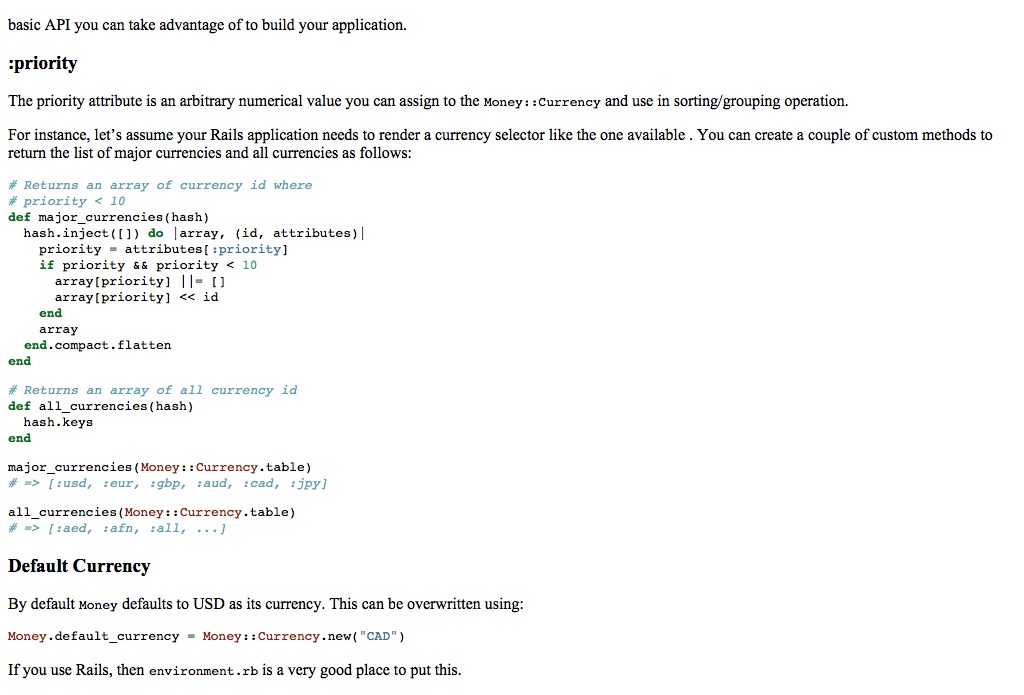 basic API you can take advantage of to build your application.
:priority
The priority attribute is an arbitrary numerical value you can assign to the Money::Currency and use in sorting/grouping operation.
For instance, let's assume your Rails application needs to render a currency selector like the one available . You can create a couple of custom methods to
return the list of major currencies and all currencies as follows:
# Returns an array of currency id where
# priority < 10
def major_currencies(hash)
  hash.inject([]) do |array, (id, attributes)|
    priority = attributes[:priority]
    if priority && priority < 10
      array[priority] ||= []
      array[priority] << id
    end
    array
  end.compact.flatten
end
# Returns an array of all currency id
def all_currencies(hash)
  hash.keys
end
major_currencies(Money::Currency.table)
# => [:usd, :eur, :gbp, :aud, :cad, :jpy]
all_currencies(Money::Currency.table)
# => [:aed, :afn, :all, ...]
Default Currency
By default Money defaults to USD as its currency. This can be overwritten using:
Money.default_currency = Money::Currency.new("CAD")
If you use Rails, then environment.rb is a very good place to put this.